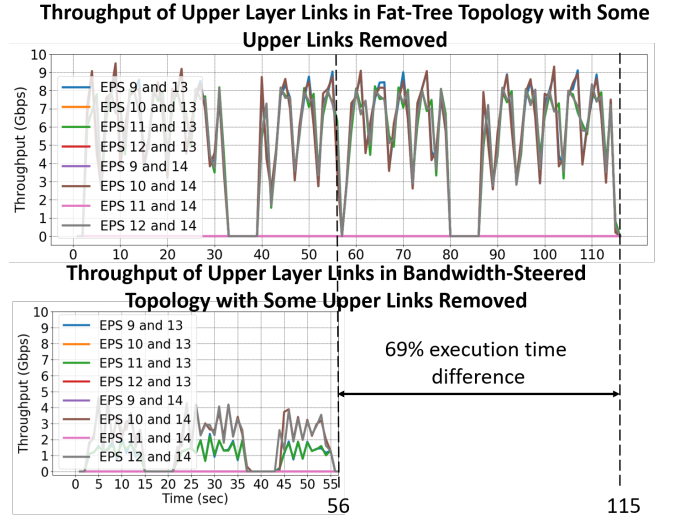 Throughput of Upper Layer Links in Fat-Tree Topology with Some
Upper Links Removed
Throughput (Gbps)
10
9
8
7
6
5
4
3
2
1
0
EPS 9 and 13
EPS 10 and 13
EPS 11 and 13
EPS 12 and 13
EPS 9 and 14
EPS 10 and 14
EPS 11 and 14
EPS 12 and 14
0 10 20 30 40 50 60 70 80 90 100 110
Throughput of Upper Layer Links in Bandwidth-Steered
Topology with Some Upper Links Removed
Throughput (Gbps)
10
9
8
7
6
5
4
3
2
1
0
EPS 9 and 13
EPS 10 and 13
EPS 11 and 13
EPS 12 and 13
EPS 9 and 14
EPS 10 and 14
EPS 11 and 14
EPS 12 and 14
0 5 10 15 20 25 30 35 40 45 50 55
Time (sec)
69% execution time
difference
56
115